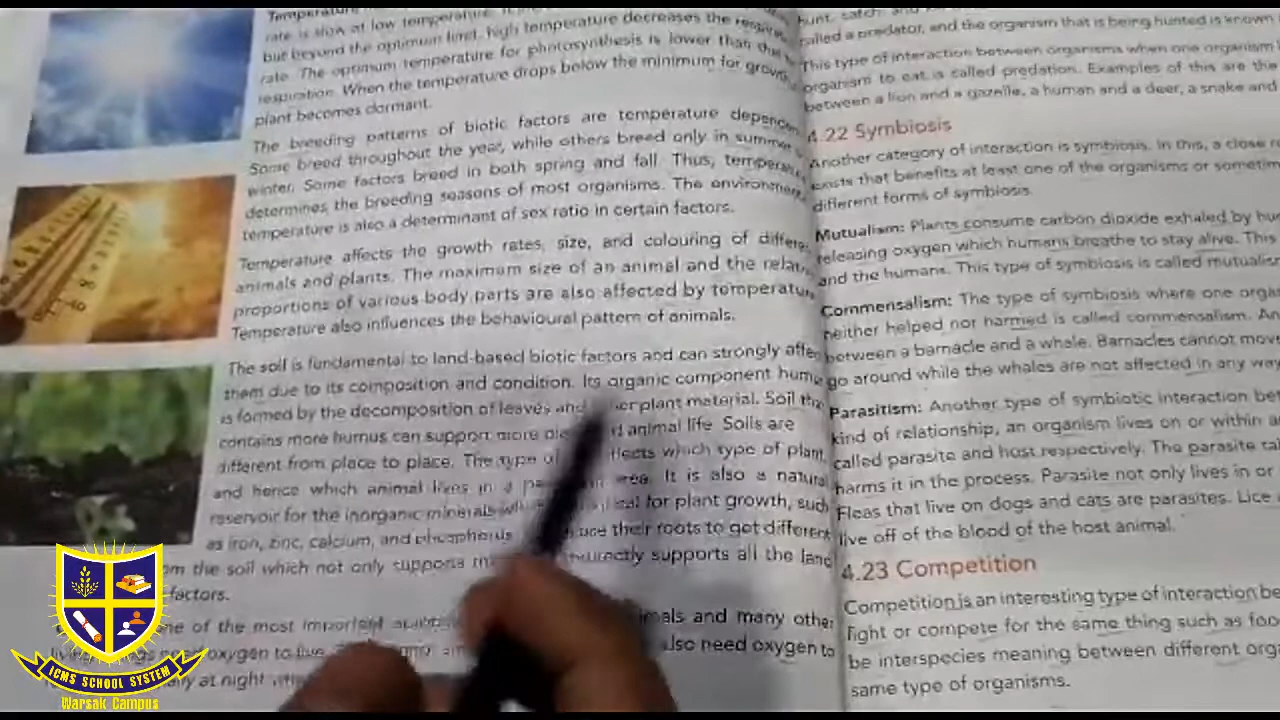 Temperature
rate is slow at low temperature.
but beyond the optimum limit, high temperature decreases the
rate. The optimum temperature for photosynthesis is lower than
respiration. When the temperature drops below the minimum for growth
plant becomes dormant.
The breeding patterns of biotic factors are temperature dependen
Some breed throughout the year, while others breed only in summer
winter. Some factors breed in both spring and fall. Thus, temperat
determines the breeding seasons of most organisms. The environment
temperature is also a determinant of sex ratio in certain factors.
Temperature affects the growth rates, size, and colouring of differe
animals and plants. The maximum size of an animal and the relat
proportions of various body parts are also affected by temperatur
Temperature also influences the behavioural pattern of animals.
The soil is fundamental to land-based biotic factors and can strongly affe
them due to its composition and condition. Its organic component hum
is formed by the decomposition of leaves and plant material. Soil tha
contains more humus can support more animal life. Soils are
different from place to place. The type of which type of plant
and hence which animal lives in a area. It is also a natural
reservoir for the inorganic minerals for plant growth, such
as iron, zinc, calcium, and phosphorus their roots to get different
the soil which not only supports supports all the land
factors.
of the most important and many other
oxygen to also need oxygen to
at night
hunt, catch, and
called a predator, and the organism that is being hunted is known
This type of interaction between organisms when one organism
organism to eat is called predation. Examples of this are the
between a lion and a gazelle, a human and a deer, a snake and
4.22 Symbiosis
Another category of interaction is symbiosis. In this, a close re
exists that benefits at least one of the organisms or sometim
different forms of symbiosis.
Mutualism: Plants consume carbon dioxide exhaled by hu
releasing oxygen which humans breathe to stay alive. This
and the humans. This type of symbiosis is called mutualism
Commensalism: The type of symbiosis where one orga
neither helped nor harmed is called commensalism. An
between a barnacle and a whale. Barnacles cannot move
go around while the whales are not affected in any way
Parasitism: Another type of symbiotic interaction be
kind of relationship, an organism lives on or within a
called parasite and host respectively. The parasite ta
harms it in the process. Parasite not only lives in or
Fleas that live on dogs and cats are parasites. Lice
live off of the blood of the host animal.
4.23 Competition
Competition is an interesting type of interaction be
fight or compete for the same thing such as foo
be interspecies meaning between different orga
same type of organisms.
ICMS SCHOOL SYSTEM
Warsak Campus